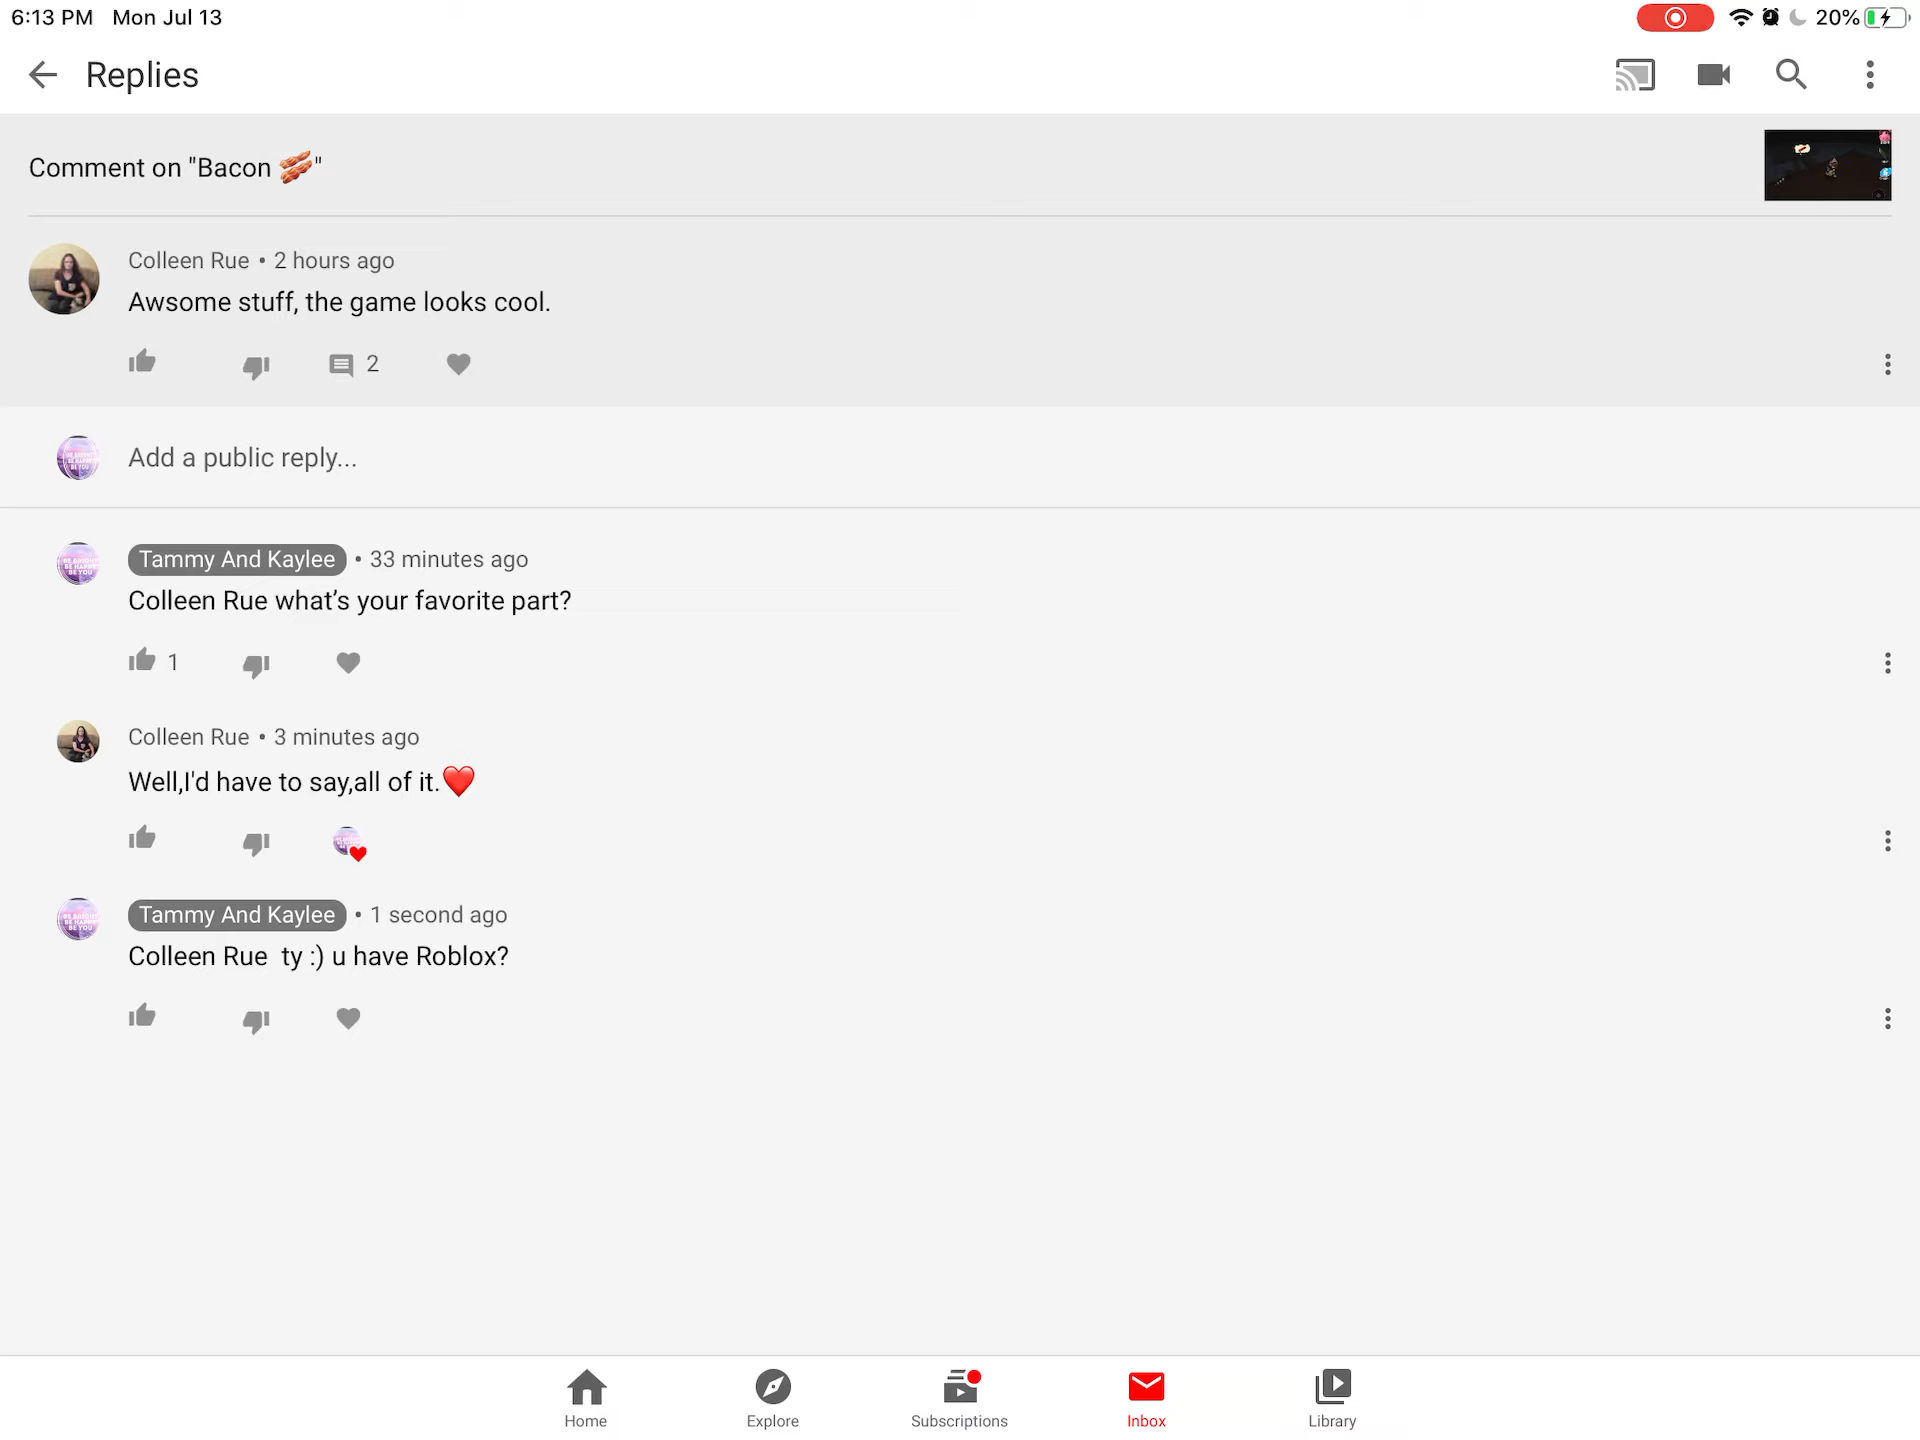 6:13 PM Mon Jul 13 20%
Replies
Comment on "Bacon 🥓"
Colleen Rue • 2 hours ago
Awsome stuff, the game looks cool.
2
Add a public reply...
Tammy And Kaylee • 33 minutes ago
Colleen Rue what’s your favorite part?
1
Colleen Rue • 3 minutes ago
Well,I'd have to say,all of it.❤️
Tammy And Kaylee • 1 second ago
Colleen Rue  ty :) u have Roblox?
Home Explore Subscriptions Inbox Library